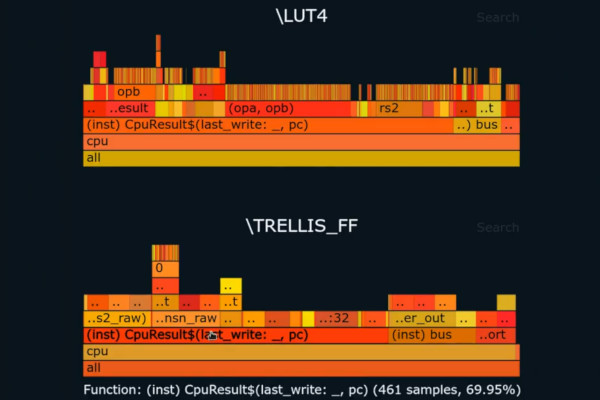 \LUT4
Search
opb
..
..
..esult
(opa, opb)
rs2
..
..t
(inst) CpuResult$(last_write: _, pc)
..) bus
..
cpu
all
\TRELLIS_FF
Search
0
..
..
.. .. .. ..t .. .. ..t .. .. ..
..s2_raw) ..nsn_raw .. .. .. ..:32 .. ..er_out .. ..
(inst) CpuResult$(last_write: _, pc) (inst) bus ..ort
cpu
all
Function: (inst) CpuResult$(last_write: _, pc) (461 samples, 69.95%)